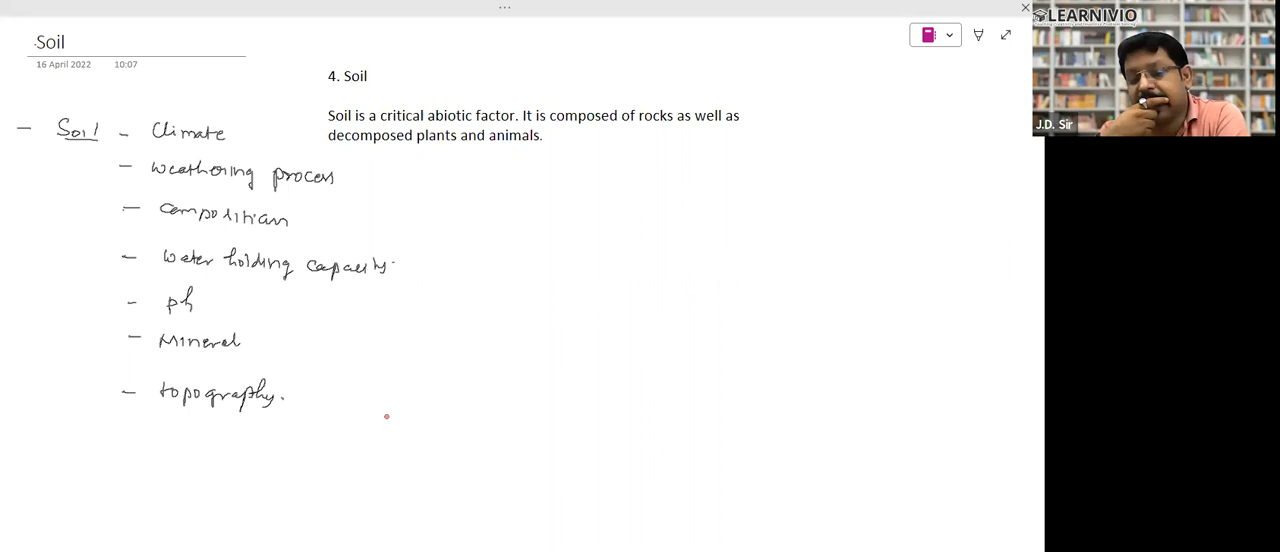 Soil
16 April 2022 10:07
4. Soil
Soil is a critical abiotic factor. It is composed of rocks as well as
decomposed plants and animals.
- Soil - Climate
- weathering process
- composition
- water holding capacity.
- ph
- Mineral
- topography.
LEARNIVIO
J.D. Sir